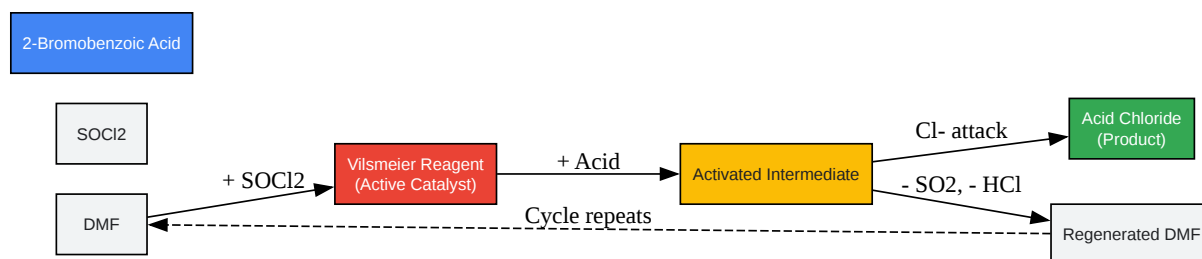 2-Bromobenzoic Acid
SOCl2
DMF
+ SOCl2
Vilsmeier Reagent
(Active Catalyst)
+ Acid
Activated Intermediate
Cl- attack
- SO2, - HCl
Acid Chloride
(Product)
Regenerated DMF
Cycle repeats